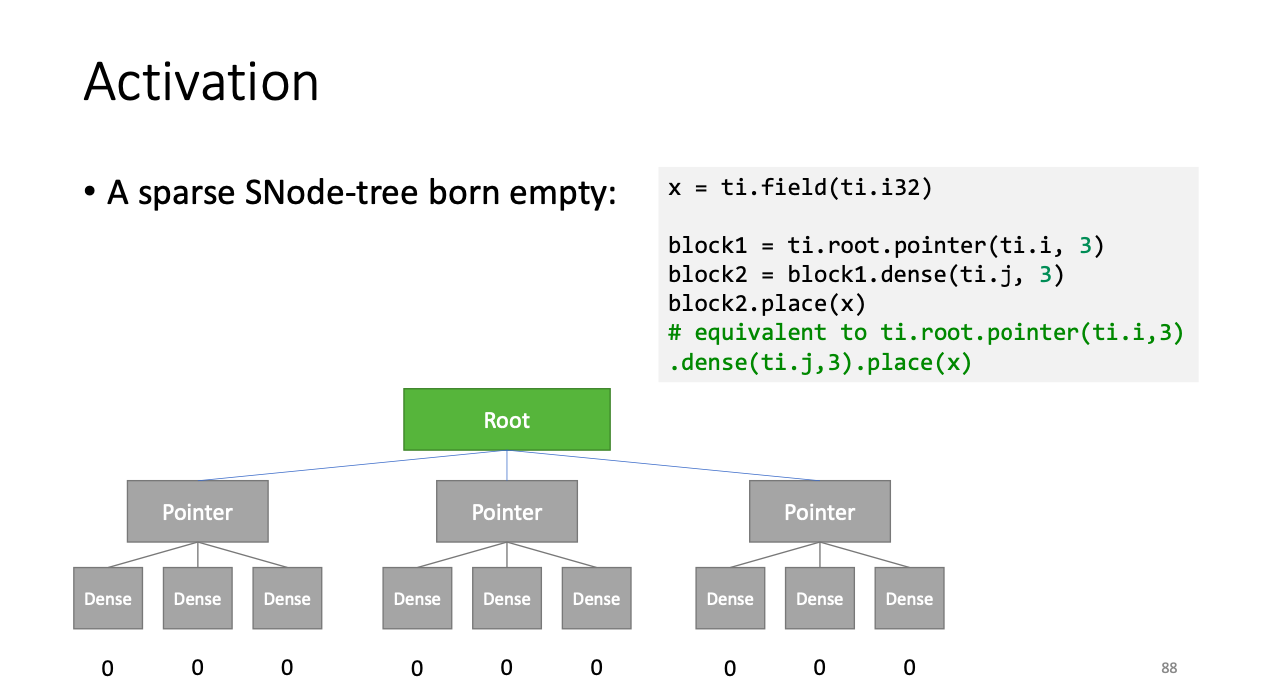 Activation
• A sparse SNode-tree born empty:
x = ti.field(ti.i32)
block1 = ti.root.pointer(ti.i, 3)
block2 = block1.dense(ti.j, 3)
block2.place(x)
# equivalent to ti.root.pointer(ti.i,3)
.dense(ti.j,3).place(x)
Root
Pointer Pointer Pointer
Dense Dense Dense Dense Dense Dense Dense Dense Dense
0 0 0 0 0 0 0 0 0
88